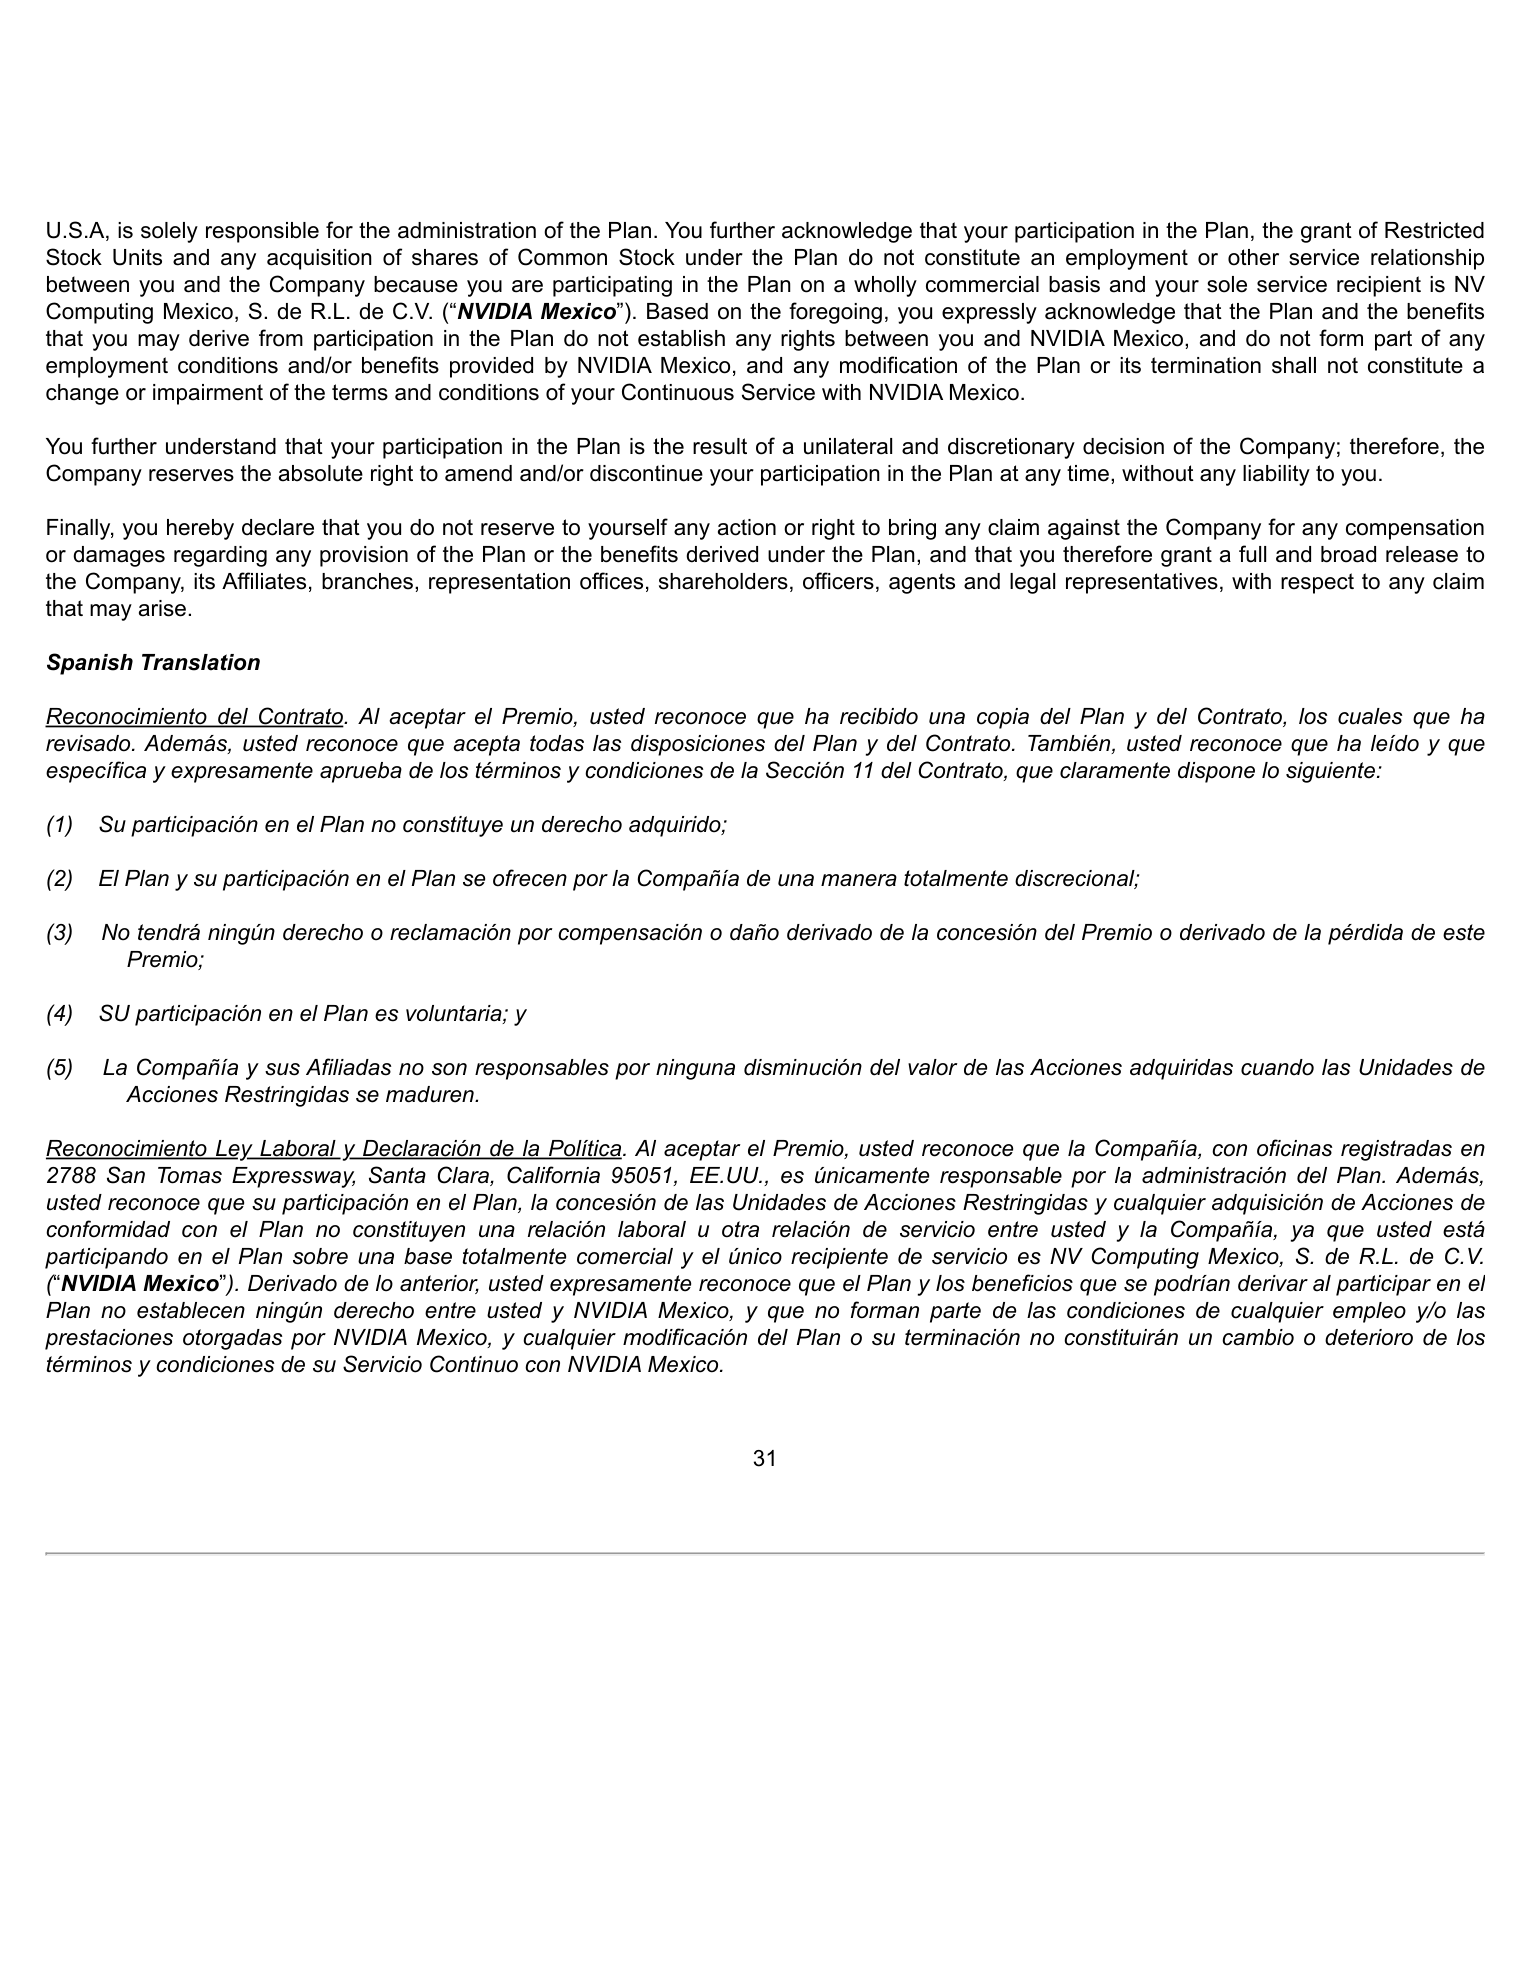 U.S.A, is solely responsible for the administration of the Plan. You further acknowledge that your participation in the Plan, the grant of Restricted
Stock Units and any acquisition of shares of Common Stock under the Plan do not constitute an employment or other service relationship
between you and the Company because you are participating in the Plan on a wholly commercial basis and your sole service recipient is NV
Computing Mexico, S. de R.L. de C.V. (“NVIDIA Mexico”). Based on the foregoing, you expressly acknowledge that the Plan and the benefits
that you may derive from participation in the Plan do not establish any rights between you and NVIDIA Mexico, and do not form part of any
employment conditions and/or benefits provided by NVIDIA Mexico, and any modification of the Plan or its termination shall not constitute a
change or impairment of the terms and conditions of your Continuous Service with NVIDIA Mexico.
You further understand that your participation in the Plan is the result of a unilateral and discretionary decision of the Company; therefore, the
Company reserves the absolute right to amend and/or discontinue your participation in the Plan at any time, without any liability to you.
Finally, you hereby declare that you do not reserve to yourself any action or right to bring any claim against the Company for any compensation
or damages regarding any provision of the Plan or the benefits derived under the Plan, and that you therefore grant a full and broad release to
the Company, its Affiliates, branches, representation offices, shareholders, officers, agents and legal representatives, with respect to any claim
that may arise.
Spanish Translation
Reconocimiento del Contrato. Al aceptar el Premio, usted reconoce que ha recibido una copia del Plan y del Contrato, los cuales que ha
revisado. Además, usted reconoce que acepta todas las disposiciones del Plan y del Contrato. También, usted reconoce que ha leído y que
específica y expresamente aprueba de los términos y condiciones de la Sección 11 del Contrato, que claramente dispone lo siguiente:
(1) Su participación en el Plan no constituye un derecho adquirido;
(2) El Plan y su participación en el Plan se ofrecen por la Compañía de una manera totalmente discrecional;
(3) No tendrá ningún derecho o reclamación por compensación o daño derivado de la concesión del Premio o derivado de la pérdida de este
Premio;
(4) SU participación en el Plan es voluntaria; y
(5) La Compañía y sus Afiliadas no son responsables por ninguna disminución del valor de las Acciones adquiridas cuando las Unidades de
Acciones Restringidas se maduren.
Reconocimiento Ley Laboral y Declaración de la Política. Al aceptar el Premio, usted reconoce que la Compañía, con oficinas registradas en
2788 San Tomas Expressway, Santa Clara, California 95051, EE.UU., es únicamente responsable por la administración del Plan. Además,
usted reconoce que su participación en el Plan, la concesión de las Unidades de Acciones Restringidas y cualquier adquisición de Acciones de
conformidad con el Plan no constituyen una relación laboral u otra relación de servicio entre usted y la Compañía, ya que usted está
participando en el Plan sobre una base totalmente comercial y el único recipiente de servicio es NV Computing Mexico, S. de R.L. de C.V.
(“NVIDIA Mexico”). Derivado de lo anterior, usted expresamente reconoce que el Plan y los beneficios que se podrían derivar al participar en el
Plan no establecen ningún derecho entre usted y NVIDIA Mexico, y que no forman parte de las condiciones de cualquier empleo y/o las
prestaciones otorgadas por NVIDIA Mexico, y cualquier modificación del Plan o su terminación no constituirán un cambio o deterioro de los
términos y condiciones de su Servicio Continuo con NVIDIA Mexico.
31